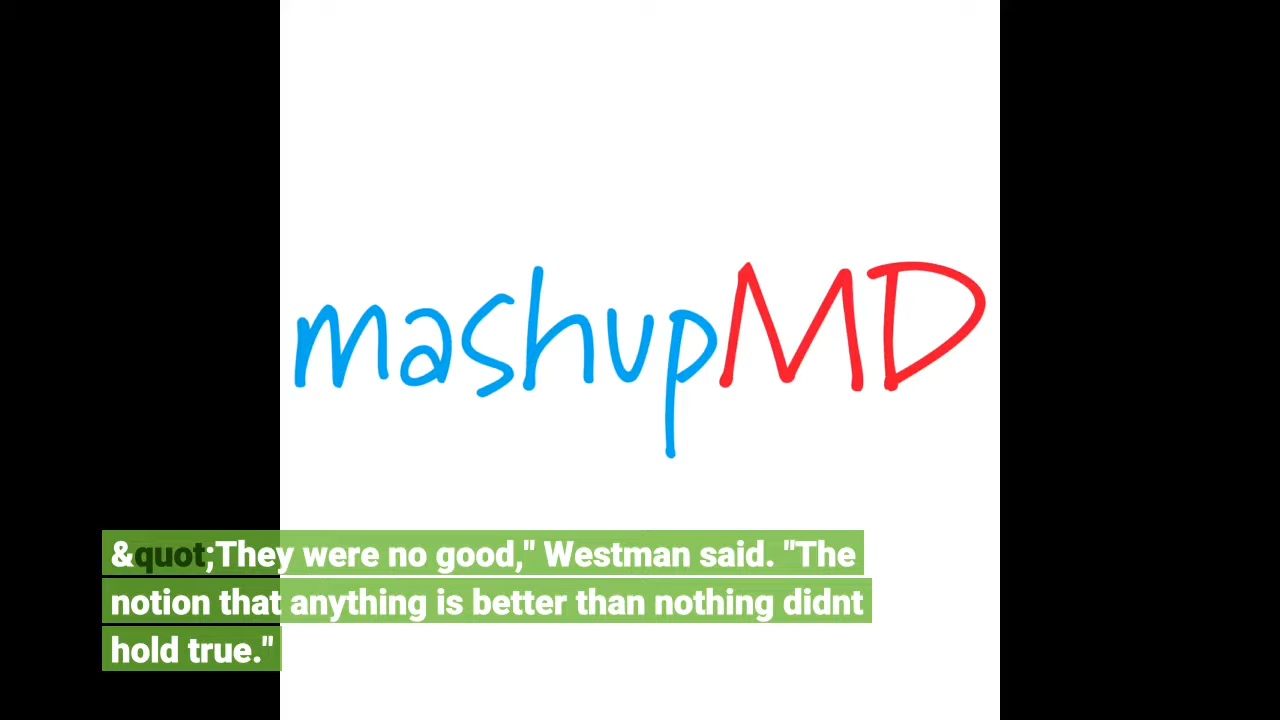 mashupMD
&quot;They were no good," Westman said. "The
notion that anything is better than nothing didnt
hold true."